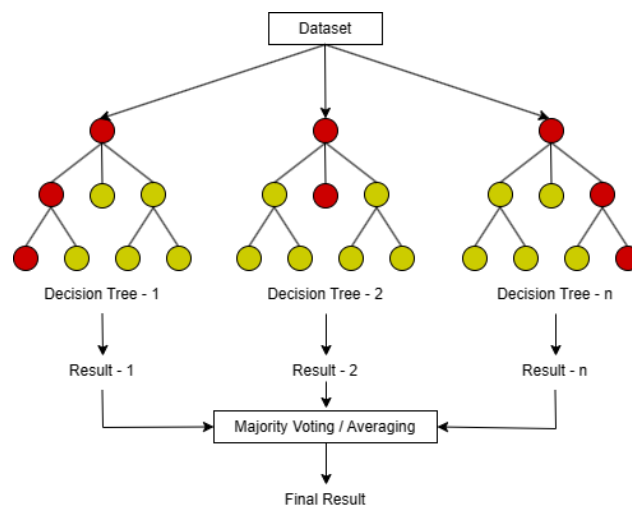 Dataset
Decision Tree - 1
Decision Tree - 2
Decision Tree - n
Result - 1
Result - 2
Result - n
Majority Voting / Averaging
Final Result